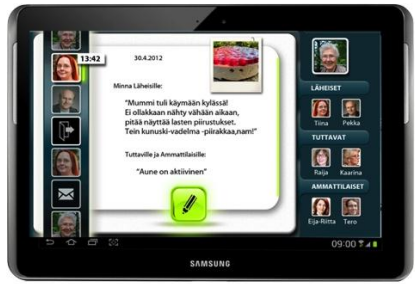 13:42
30.4.2012
Minna Läheisille:
"Mummi tuli käymään kylässä!
Ei ollakkaan nähty vähään aikaan,
pitää näyttää lasten piirustukset.
Tein kunuski-vadelma -piirakkaa,nam!"
Tuttaville ja Ammattilaisille:
"Aune on aktiivinen"
LÄHEISET
Tiina Pekka
TUTTAVAT
Raija Kaarina
AMMATTILAISET
Eija-Riitta Tero
09:00
SAMSUNG